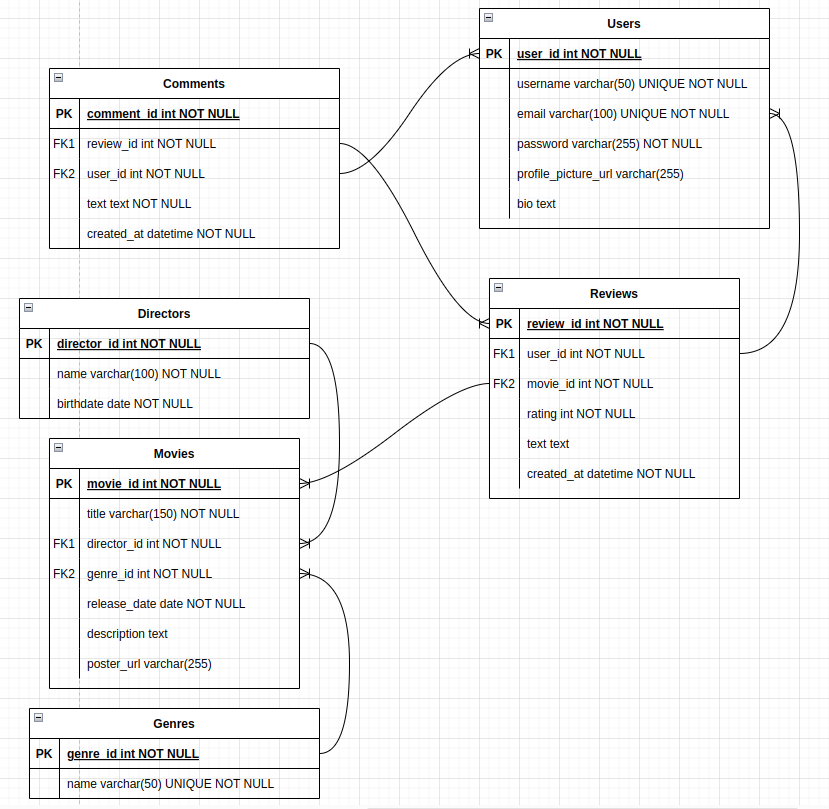 Users
PK user_id int NOT NULL
username varchar(50) UNIQUE NOT NULL
email varchar(100) UNIQUE NOT NULL
password varchar(255) NOT NULL
profile_picture_url varchar(255)
bio text
Comments
PK comment_id int NOT NULL
FK1 review_id int NOT NULL
FK2 user_id int NOT NULL
text text NOT NULL
created_at datetime NOT NULL
Reviews
PK review_id int NOT NULL
FK1 user_id int NOT NULL
FK2 movie_id int NOT NULL
rating int NOT NULL
text text
created_at datetime NOT NULL
Directors
PK director_id int NOT NULL
name varchar(100) NOT NULL
birthdate date NOT NULL
Movies
PK movie_id int NOT NULL
title varchar(150) NOT NULL
FK1 director_id int NOT NULL
FK2 genre_id int NOT NULL
release_date date NOT NULL
description text
poster_url varchar(255)
Genres
PK genre_id int NOT NULL
name varchar(50) UNIQUE NOT NULL